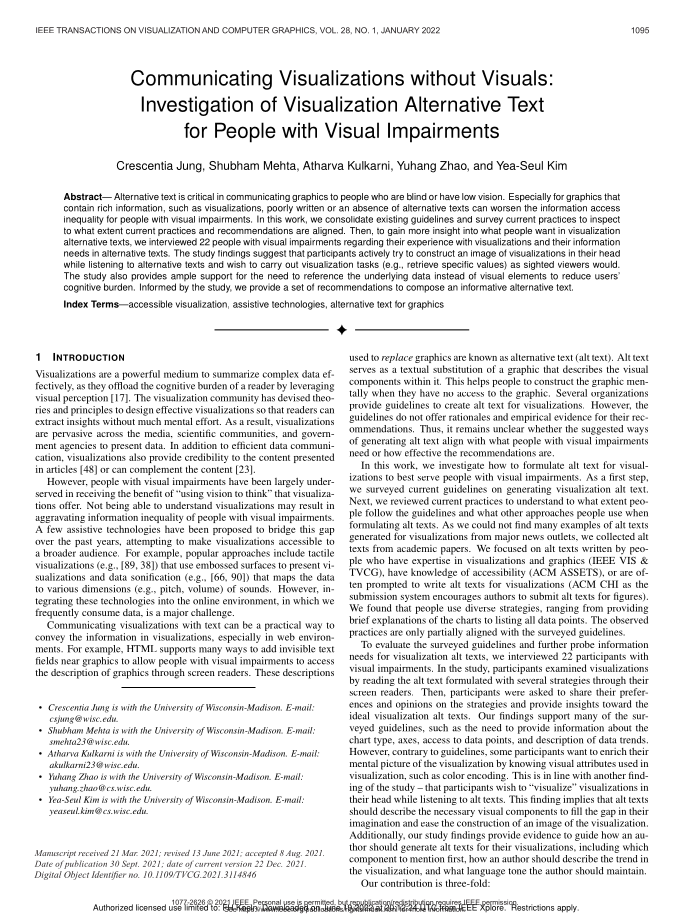 IEEE TRANSACTIONS ON VISUALIZATION AND COMPUTER GRAPHICS, VOL. 28, NO. 1, JANUARY 2022 1095
Communicating Visualizations without Visuals:
Investigation of Visualization Alternative Text
for People with Visual Impairments
Crescentia Jung, Shubham Mehta, Atharva Kulkarni, Yuhang Zhao, and Yea-Seul Kim
Abstract— Alternative text is critical in communicating graphics to people who are blind or have low vision. Especially for graphics that
contain rich information, such as visualizations, poorly written or an absence of alternative texts can worsen the information access
inequality for people with visual impairments. In this work, we consolidate existing guidelines and survey current practices to inspect
to what extent current practices and recommendations are aligned. Then, to gain more insight into what people want in visualization
alternative texts, we interviewed 22 people with visual impairments regarding their experience with visualizations and their information
needs in alternative texts. The study findings suggest that participants actively try to construct an image of visualizations in their head
while listening to alternative texts and wish to carry out visualization tasks (e.g., retrieve specific values) as sighted viewers would.
The study also provides ample support for the need to reference the underlying data instead of visual elements to reduce users'
cognitive burden. Informed by the study, we provide a set of recommendations to compose an informative alternative text.
Index Terms—accessible visualization, assistive technologies, alternative text for graphics
1 INTRODUCTION
Visualizations are a powerful medium to summarize complex data ef-
fectively, as they offload the cognitive burden of a reader by leveraging
visual perception [17]. The visualization community has devised theo-
ries and principles to design effective visualizations so that readers can
extract insights without much mental effort. As a result, visualizations
are pervasive across the media, scientific communities, and govern-
ment agencies to present data. In addition to efficient data communi-
cation, visualizations also provide credibility to the content presented
in articles [48] or can complement the content [23].
However, people with visual impairments have been largely under-
served in receiving the benefit of “using vision to think” that visualiza-
tions offer. Not being able to understand visualizations may result in
aggravating information inequality of people with visual impairments.
A few assistive technologies have been proposed to bridge this gap
over the past years, attempting to make visualizations accessible to
a broader audience. For example, popular approaches include tactile
visualizations (e.g., [89, 38]) that use embossed surfaces to present vi-
sualizations and data sonification (e.g., [66, 90]) that maps the data
to various dimensions (e.g., pitch, volume) of sounds. However, in-
tegrating these technologies into the online environment, in which we
frequently consume data, is a major challenge.
Communicating visualizations with text can be a practical way to
convey the information in visualizations, especially in web environ-
ments. For example, HTML supports many ways to add invisible text
fields near graphics to allow people with visual impairments to access
the description of graphics through screen readers. These descriptions
• Crescentia Jung is with the University of Wisconsin-Madison. E-mail:
csjung@wisc.edu.
• Shubham Mehta is with the University of Wisconsin-Madison. E-mail:
smehta23@wisc.edu.
• Atharva Kulkarni is with the University of Wisconsin-Madison. E-mail:
akulkarni23@wisc.edu.
• Yuhang Zhao is with the University of Wisconsin-Madison. E-mail:
yuhang.zhao@cs.wisc.edu.
• Yea-Seul Kim is with the University of Wisconsin-Madison. E-mail:
yeaseul.kim@cs.wisc.edu.
Manuscript received 21 Mar. 2021; revised 13 June 2021; accepted 8 Aug. 2021.
Date of publication 30 Sept. 2021; date of current version 22 Dec. 2021.
Digital Object Identifier no. 10.1109/TVCG.2021.3114846
used to replace graphics are known as alternative text (alt text). Alt text
serves as a textual substitution of a graphic that describes the visual
components within it. This helps people to construct the graphic men-
tally when they have no access to the graphic. Several organizations
provide guidelines to create alt text for visualizations. However, the
guidelines do not offer rationales and empirical evidence for their rec-
ommendations. Thus, it remains unclear whether the suggested ways
of generating alt text align with what people with visual impairments
need or how effective the recommendations are.
In this work, we investigate how to formulate alt text for visual-
izations to best serve people with visual impairments. As a first step,
we surveyed current guidelines on generating visualization alt text.
Next, we reviewed current practices to understand to what extent peo-
ple follow the guidelines and what other approaches people use when
formulating alt texts. As we could not find many examples of alt texts
generated for visualizations from major news outlets, we collected alt
texts from academic papers. We focused on alt texts written by peo-
ple who have expertise in visualizations and graphics (IEEE VIS &
TVCG), have knowledge of accessibility (ACM ASSETS), or are of-
ten prompted to write alt texts for visualizations (ACM CHI as the
submission system encourages authors to submit alt texts for figures).
We found that people use diverse strategies, ranging from providing
brief explanations of the charts to listing all data points. The observed
practices are only partially aligned with the surveyed guidelines.
To evaluate the surveyed guidelines and further probe information
needs for visualization alt texts, we interviewed 22 participants with
visual impairments. In the study, participants examined visualizations
by reading the alt text formulated with several strategies through their
screen readers. Then, participants were asked to share their prefer-
ences and opinions on the strategies and provide insights toward the
ideal visualization alt texts. Our findings support many of the sur-
veyed guidelines, such as the need to provide information about the
chart type, axes, access to data points, and description of data trends.
However, contrary to guidelines, some participants want to enrich their
mental picture of the visualization by knowing visual attributes used in
visualization, such as color encoding. This is in line with another find-
ing of the study – that participants wish to “visualize” visualizations in
their head while listening to alt texts. This finding implies that alt texts
should describe the necessary visual components to fill the gap in their
imagination and ease the construction of an image of the visualization.
Additionally, our study findings provide evidence to guide how an au-
thor should generate alt texts for their visualizations, including which
component to mention first, how an author should describe the trend in
the visualization, and what language tone the author should maintain.
Our contribution is three-fold:
1077-2626 © 2021 IEEE. Personal use is permitted, but republication/redistribution requires IEEE permission.
Authorized licensed use limited to: IEEE Xplore. Restrictions apply.